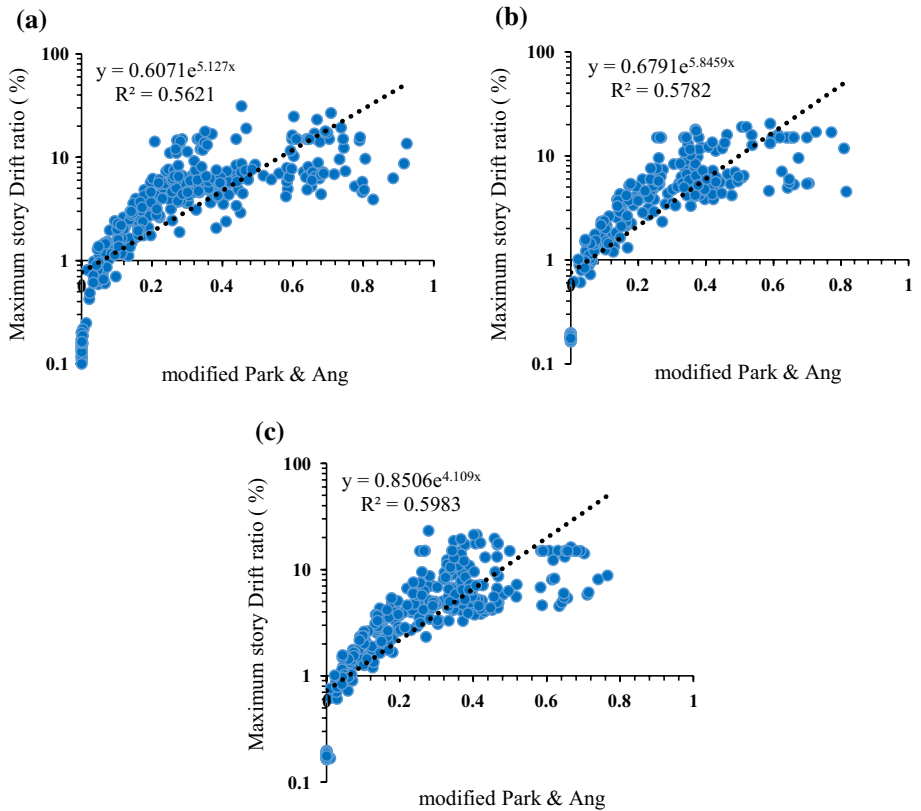 (a)
Maximum story Drift ratio ( %)
100
10
1
0.1
y = 0.6071e^5.127x
R² = 0.5621
0 0.2 0.4 0.6 0.8 1
modified Park & Ang
(b)
Maximum story Drift ratio ( %)
100
10
1
0.1
y = 0.6791e^5.8459x
R² = 0.5782
0 0.2 0.4 0.6 0.8 1
modified Park & Ang
(c)
Maximum story Drift ratio ( %)
100
10
1
0.1
y = 0.8506e^4.109x
R² = 0.5983
0 0.2 0.4 0.6 0.8 1
modified Park & Ang